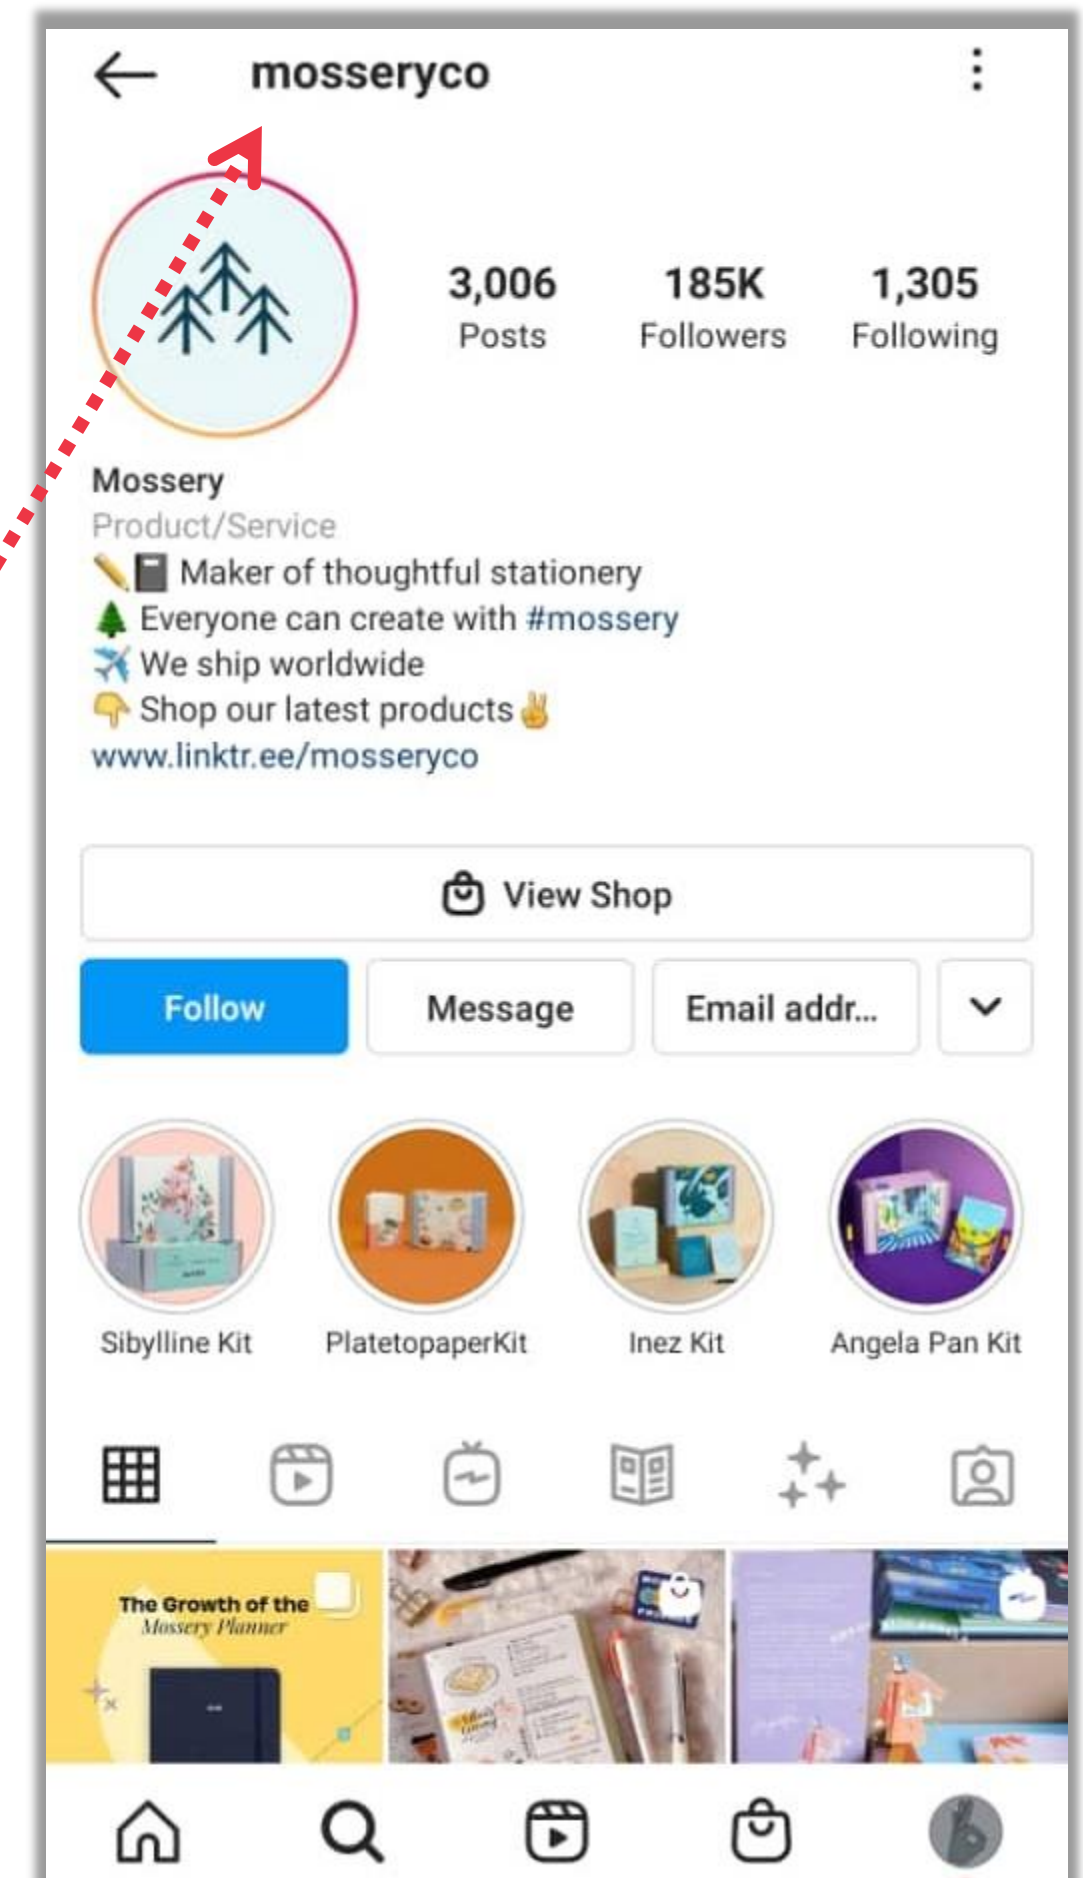 mosseryco
3,006
Posts
185K
Followers
1,305
Following
Mossery
Product/Service
✏️📓 Maker of thoughtful stationery
🌲 Everyone can create with #mossery
✈️ We ship worldwide
👇 Shop our latest products✌️
www.linktr.ee/mosseryco
View Shop
Follow
Message
Email addr...
Sibylline Kit
PlatetopaperKit
Inez Kit
Angela Pan Kit
The Growth of the
Mossery Planner